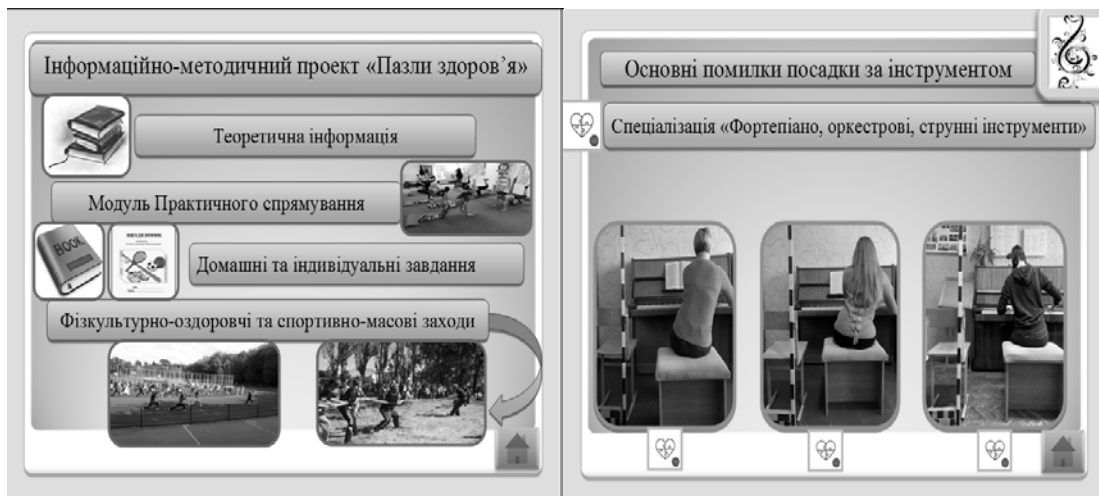 Інформаційно-методичний проект «Пазли здоров’я»
Теоретична інформація
Модуль Практичного спрямування
BOOK
Домашні та індивідуальні завдання
Фізкультурно-оздоровчі та спортивно-масові заходи
Основні помилки посадки за інструментом
Спеціалізація «Фортепіано, оркестрові, струнні інструменти»